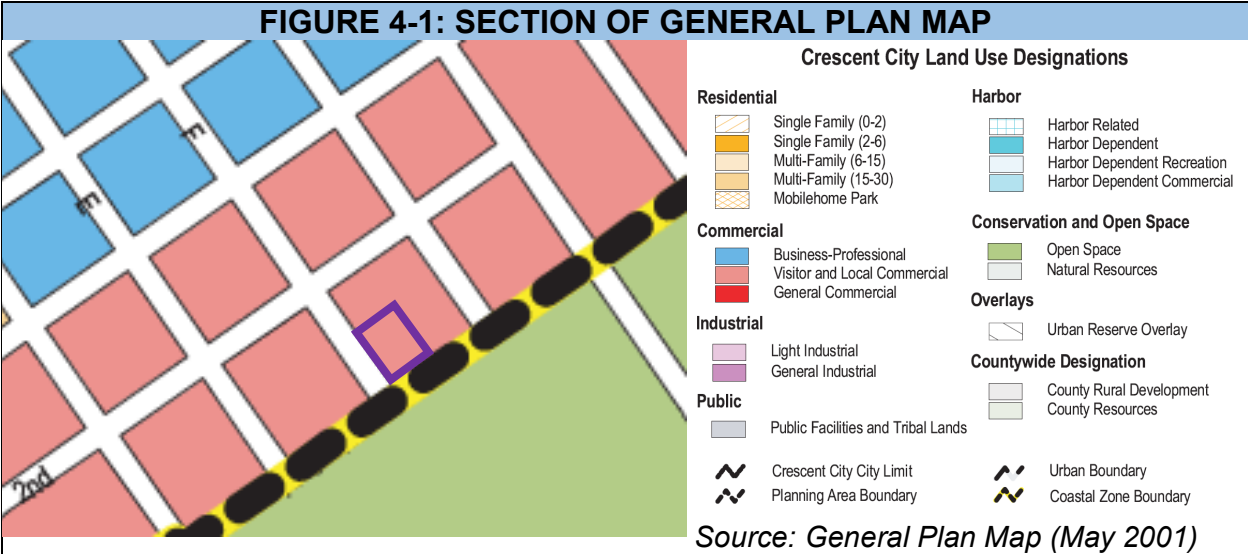 FIGURE 4-1: SECTION OF GENERAL PLAN MAP
E
E
2nd
Crescent City Land Use Designations
Residential
Single Family (0-2)
Single Family (2-6)
Multi-Family (6-15)
Multi-Family (15-30)
Mobilehome Park
Commercial
Business-Professional
Visitor and Local Commercial
General Commercial
Industrial
Light Industrial
General Industrial
Public
Public Facilities and Tribal Lands
Crescent City City Limit
Planning Area Boundary
Harbor
Harbor Related
Harbor Dependent
Harbor Dependent Recreation
Harbor Dependent Commercial
Conservation and Open Space
Open Space
Natural Resources
Overlays
Urban Reserve Overlay
Countywide Designation
County Rural Development
County Resources
Urban Boundary
Coastal Zone Boundary
Source: General Plan Map (May 2001)